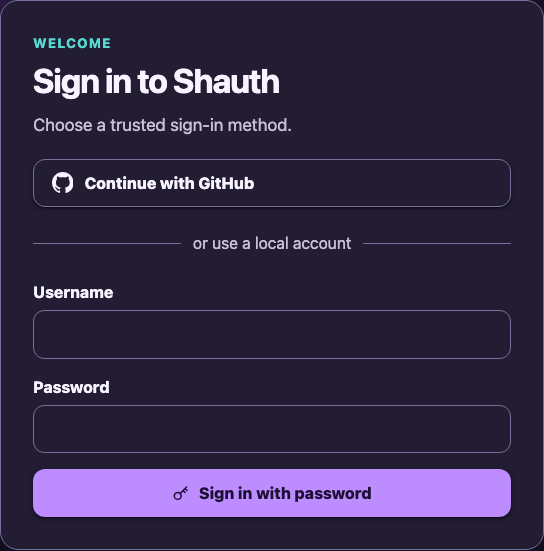 WELCOME
Sign in to Shauth
Choose a trusted sign-in method.
Continue with GitHub
or use a local account
Username
Password
Sign in with password